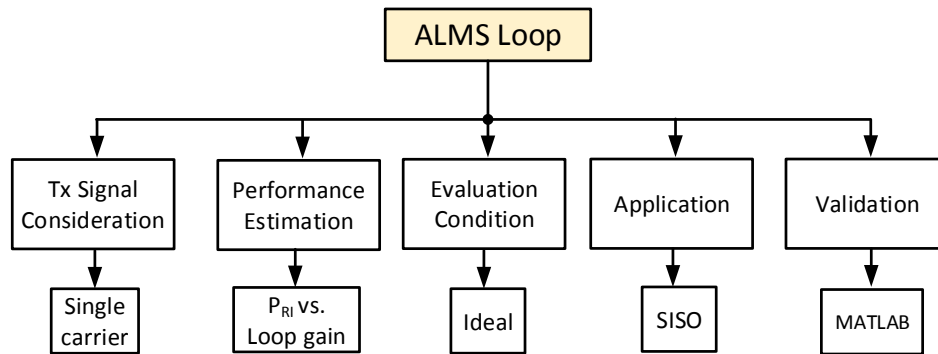 ALMS Loop
Tx Signal
Consideration
Performance
Estimation
Evaluation
Condition
Application
Validation
Single
carrier
PRI vs.
Loop gain
Ideal
SISO
MATLAB